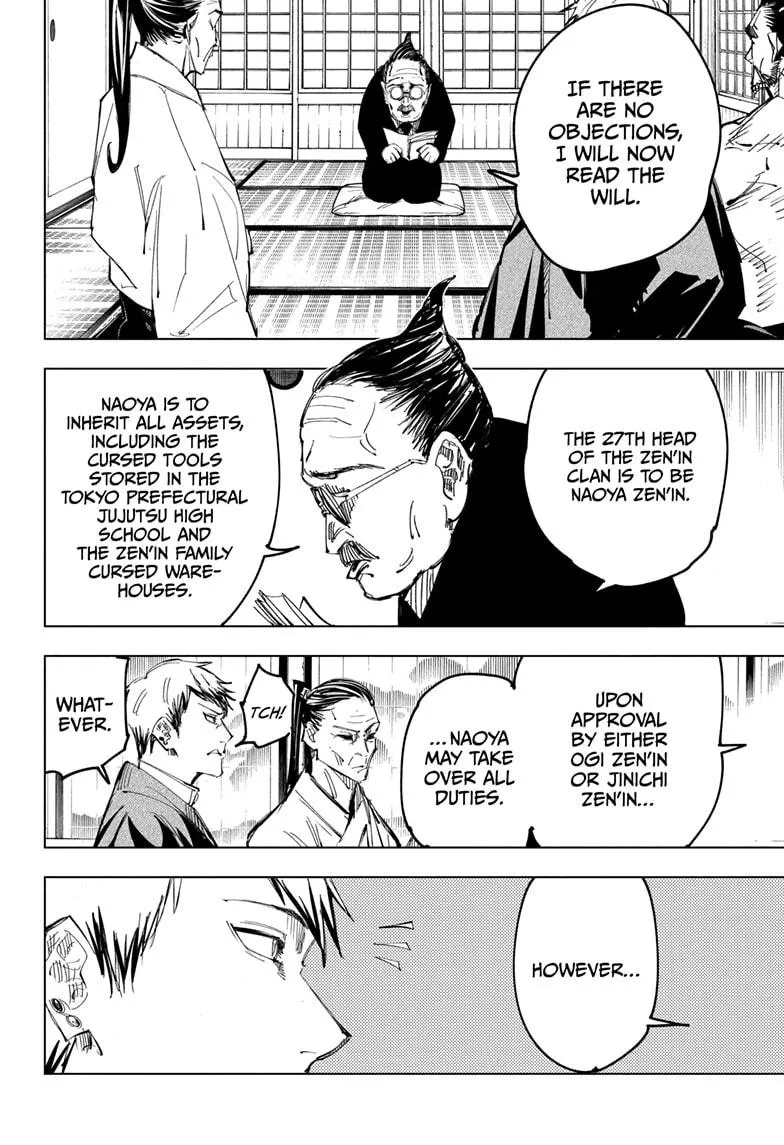 IF THERE
ARE NO
OBJECTIONS,
I WILL NOW
READ THE
WILL.
THE 27TH HEAD
OF THE ZEN'IN
CLAN IS TO BE
NAOYA ZEN'IN.
NAOYA IS TO
INHERIT ALL ASSETS,
INCLUDING THE
CURSED TOOLS
STORED IN THE
TOKYO PREFECTURAL
JUJUTSU HIGH
SCHOOL AND
THE ZEN'IN FAMILY
CURSED WARE-
HOUSES.
UPON
APPROVAL
BY EITHER
OGI ZEN'IN
OR JINICHI
ZEN'IN...
...NAOYA
MAY TAKE
OVER ALL
DUTIES.
TCH!
WHAT-
EVER.
HOWEVER...